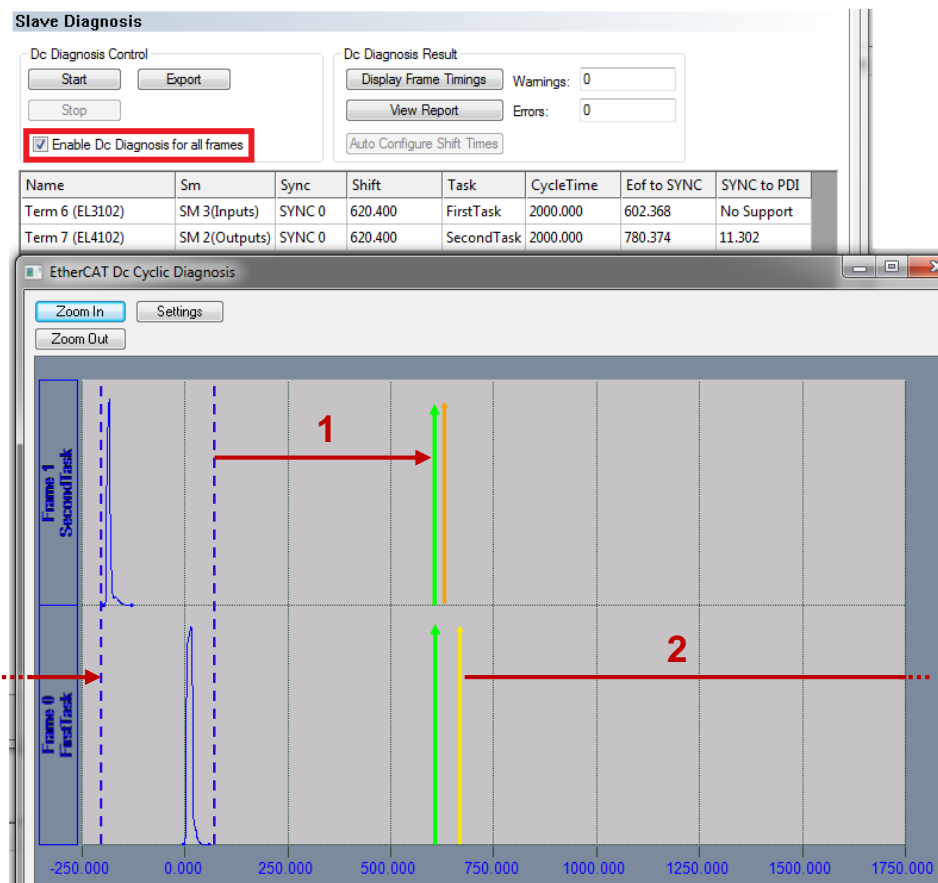 Slave Diagnosis
Dc Diagnosis Control
Start Export
Stop
Enable Dc Diagnosis for all frames
Dc Diagnosis Result
Display Frame Timings Warnings: 0
View Report Errors: 0
Auto Configure Shift Times
Name Sm Sync Shift Task CycleTime Eof to SYNC SYNC to PDI
Term 6 (EL3102) SM 3(Inputs) SYNC 0 620.400 FirstTask 2000.000 602.368 No Support
Term 7 (EL4102) SM 2(Outputs) SYNC 0 620.400 SecondTask 2000.000 780.374 11.302
EtherCAT Dc Cyclic Diagnosis
Zoom In Settings
Zoom Out
Frame 1
SecondTask
1
Frame 0
FirstTask
2
-250.000 0.000 250.000 500.000 750.000 1000.000 1250.000 1500.000 1750.000